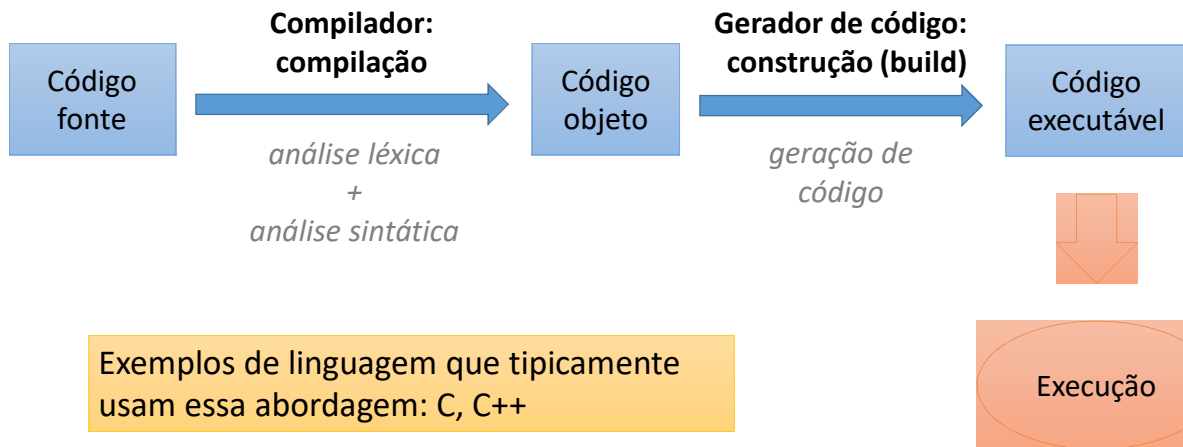 Compilador:
compilação
Gerador de código:
construção (build)
Código
fonte
Código
objeto
Código
executável
análise léxica
+
análise sintática
geração de
código
Exemplos de linguagem que tipicamente
usam essa abordagem: C, C++
Execução